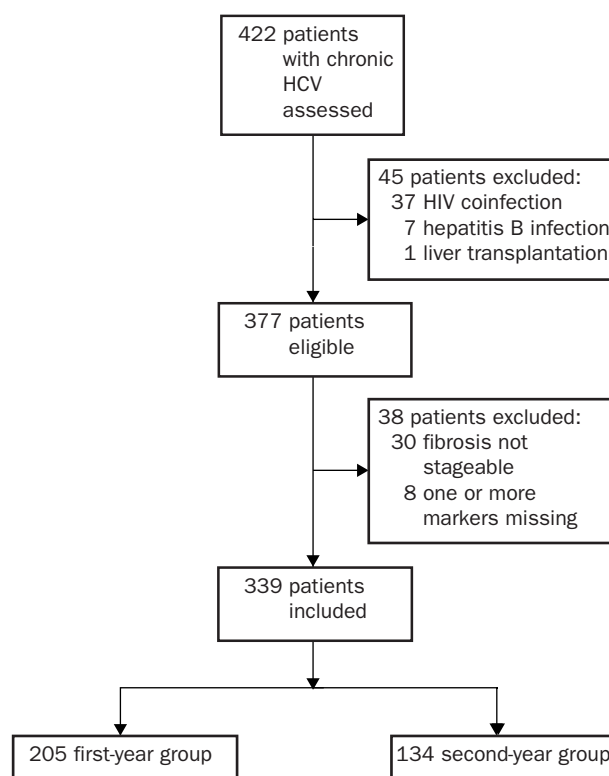 422 patients
with chronic
HCV
assessed
45 patients excluded:
37 HIV coinfection
7 hepatitis B infection
1 liver transplantation
377 patients
eligible
38 patients excluded:
30 fibrosis not
stageable
8 one or more
markers missing
339 patients
included
205 first-year group
134 second-year group